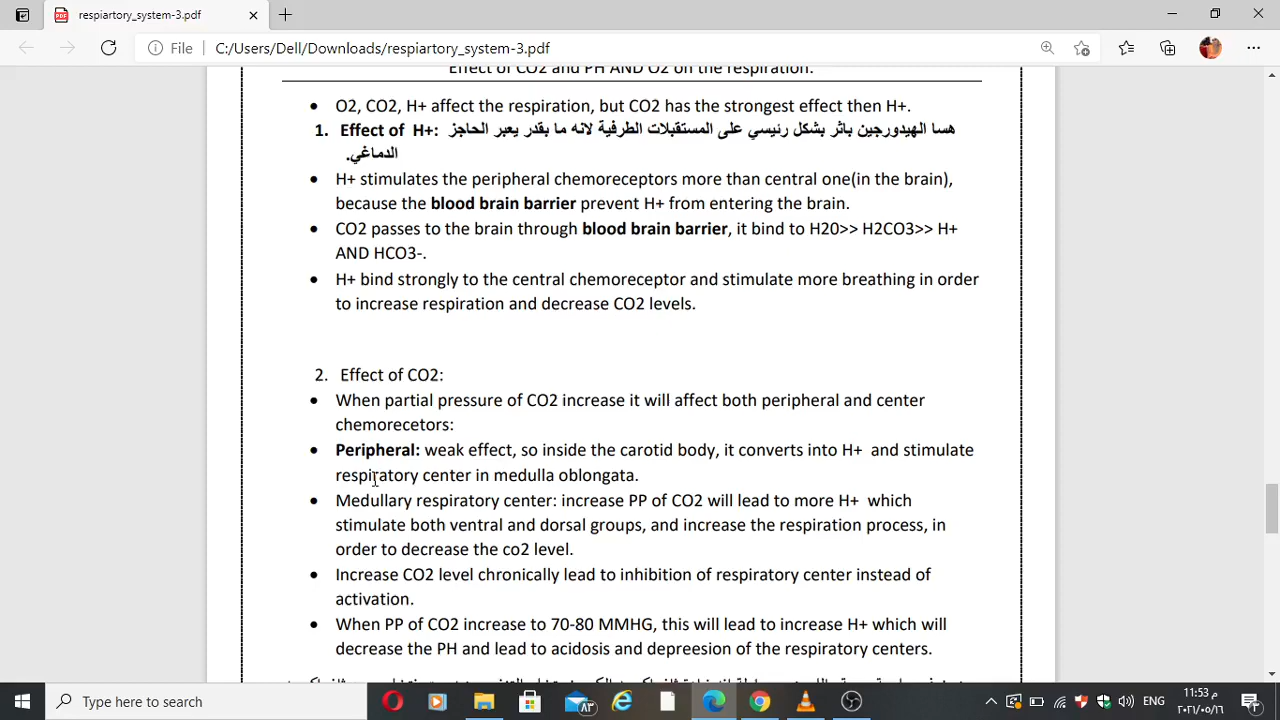 respiartory_system-3.pdf
File C:/Users/Dell/Downloads/respiartory_system-3.pdf
Effect of CO2 and PH AND O2 on the respiration.
• O2, CO2, H+ affect the respiration, but CO2 has the strongest effect then H+.
1. Effect of H+: هسا الهيدورجين باثر بشكل رئيسي على المستقبلات الطرفية لانه ما بقدر يعبر الحاجز
الدماغي.
• H+ stimulates the peripheral chemoreceptors more than central one(in the brain),
because the blood brain barrier prevent H+ from entering the brain.
• CO2 passes to the brain through blood brain barrier, it bind to H20>> H2CO3>> H+
AND HCO3-.
• H+ bind strongly to the central chemoreceptor and stimulate more breathing in order
to increase respiration and decrease CO2 levels.
2. Effect of CO2:
• When partial pressure of CO2 increase it will affect both peripheral and center
chemorecetors:
• Peripheral: weak effect, so inside the carotid body, it converts into H+ and stimulate
respiratory center in medulla oblongata.
• Medullary respiratory center: increase PP of CO2 will lead to more H+ which
stimulate both ventral and dorsal groups, and increase the respiration process, in
order to decrease the co2 level.
• Increase CO2 level chronically lead to inhibition of respiratory center instead of
activation.
• When PP of CO2 increase to 70-80 MMHG, this will lead to increase H+ which will
decrease the PH and lead to acidosis and depreesion of the respiratory centers.
Type here to search
٨٣
ENG
م 11:53
٢٠٢١/٠٥/١٦